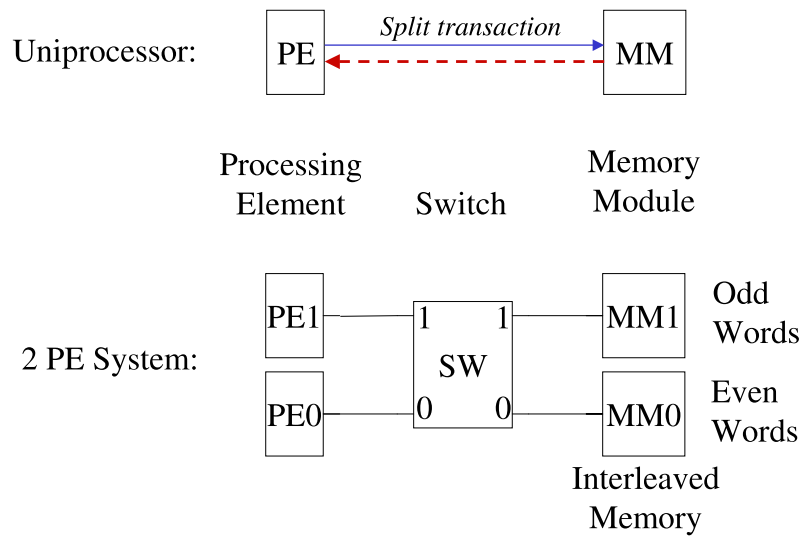 Split transaction
Uniprocessor:
PE
MM
Processing
Element
Switch
Memory
Module
2 PE System:
PE1
1
1
MM1
Odd
Words
SW
PE0
0
0
MM0
Even
Words
Interleaved
Memory